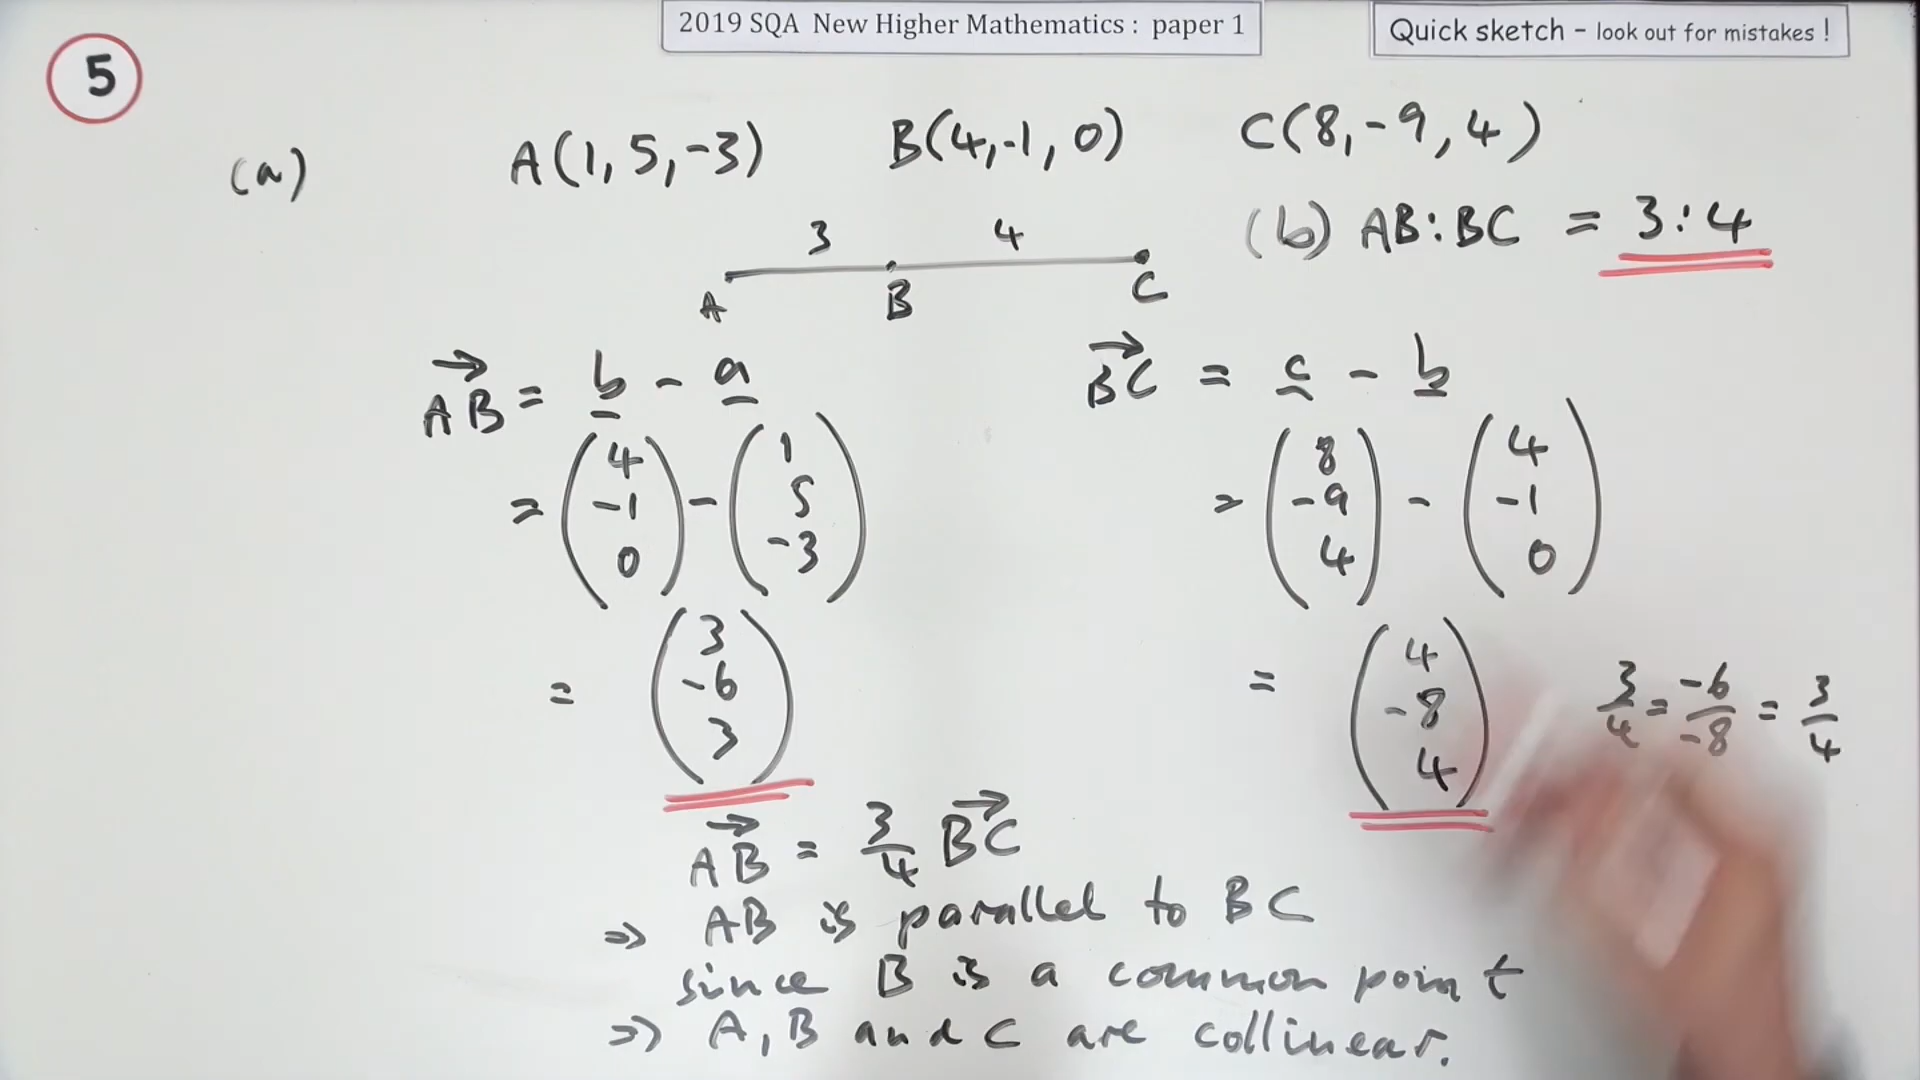 2019 SQA New Higher Mathematics : paper 1
Quick sketch – look out for mistakes !
5
(a) A(1, 5, -3) B(4, -1, 0) C(8, -9, 4)
(b) AB:BC = 3:4
3 4
A B C
→AB = b - a
= (4 -1 0) - (1 5 -3)
= (3 -6 3)
→BC = c - b
= (8 -9 4) - (4 -1 0)
= (4 -8 4)
3/4 = -6/-8 = 3/4
→AB = 3/4 →BC
⇒ AB is parallel to BC
since B is a common point
⇒ A, B and C are collinear.